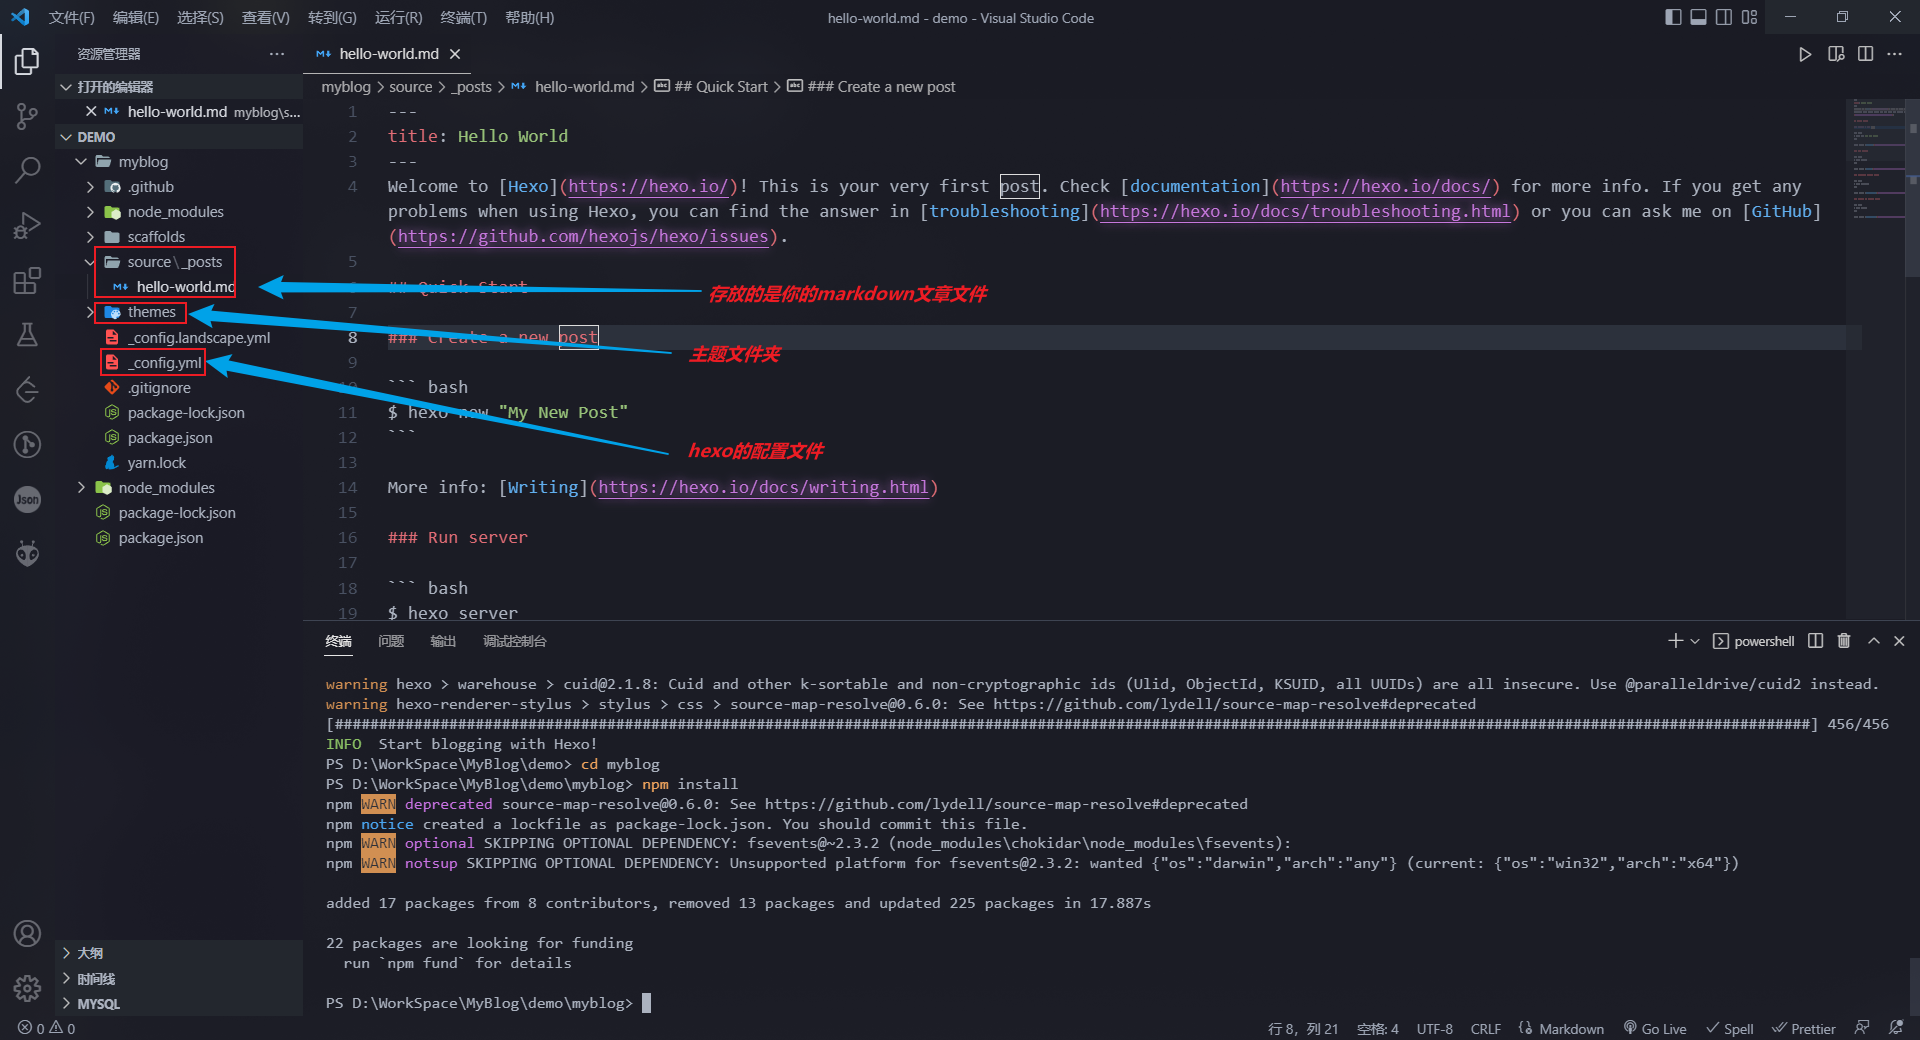 文件(F) 编辑(E) 选择(S) 查看(V) 转到(G) 运行(R) 终端(T) 帮助(H) hello-world.md - demo - Visual Studio Code
资源管理器 ···
打开的编辑器
hello-world.md myblog\s...
DEMO
myblog
.github
node_modules
scaffolds
source\_posts
hello-world.md
themes
_config.landscape.yml
_config.yml
.gitignore
package-lock.json
package.json
yarn.lock
node_modules
package-lock.json
package.json
大纲
时间线
MYSQL
Json
hello-world.md
myblog > source > _posts > hello-world.md > ## Quick Start > ### Create a new post
1 ---
2 title: Hello World
3 ---
4 Welcome to [Hexo](https://hexo.io/)! This is your very first post. Check [documentation](https://hexo.io/docs/) for more info. If you get any
problems when using Hexo, you can find the answer in [troubleshooting](https://hexo.io/docs/troubleshooting.html) or you can ask me on [GitHub]
(https://github.com/hexojs/hexo/issues).
5
## Quick Start
存放的是你的markdown文章文件
7
8 ### Create a new post
主题文件夹
9
10 ``` bash
11 $ hexo new "My New Post"
12 ```
hexo的配置文件
13
14 More info: [Writing](https://hexo.io/docs/writing.html)
15
16 ### Run server
17
18 ``` bash
19 $ hexo server
终端 问题 输出 调试控制台 powershell
warning hexo > warehouse > cuid@2.1.8: Cuid and other k-sortable and non-cryptographic ids (Ulid, ObjectId, KSUID, all UUIDs) are all insecure. Use @paralleldrive/cuid2 instead.
warning hexo-renderer-stylus > stylus > css > source-map-resolve@0.6.0: See https://github.com/lydell/source-map-resolve#deprecated
[########################################################################################################################################################################] 456/456
INFO  Start blogging with Hexo!
PS D:\WorkSpace\MyBlog\demo> cd myblog
PS D:\WorkSpace\MyBlog\demo\myblog> npm install
npm WARN deprecated source-map-resolve@0.6.0: See https://github.com/lydell/source-map-resolve#deprecated
npm notice created a lockfile as package-lock.json. You should commit this file.
npm WARN optional SKIPPING OPTIONAL DEPENDENCY: fsevents@~2.3.2 (node_modules\chokidar\node_modules\fsevents):
npm WARN notsup SKIPPING OPTIONAL DEPENDENCY: Unsupported platform for fsevents@2.3.2: wanted {"os":"darwin","arch":"any"} (current: {"os":"win32","arch":"x64"})
added 17 packages from 8 contributors, removed 13 packages and updated 225 packages in 17.887s
22 packages are looking for funding
run `npm fund` for details
PS D:\WorkSpace\MyBlog\demo\myblog>
0 0 行 8，列 21 空格: 4 UTF-8 CRLF Markdown Go Live Spell Prettier